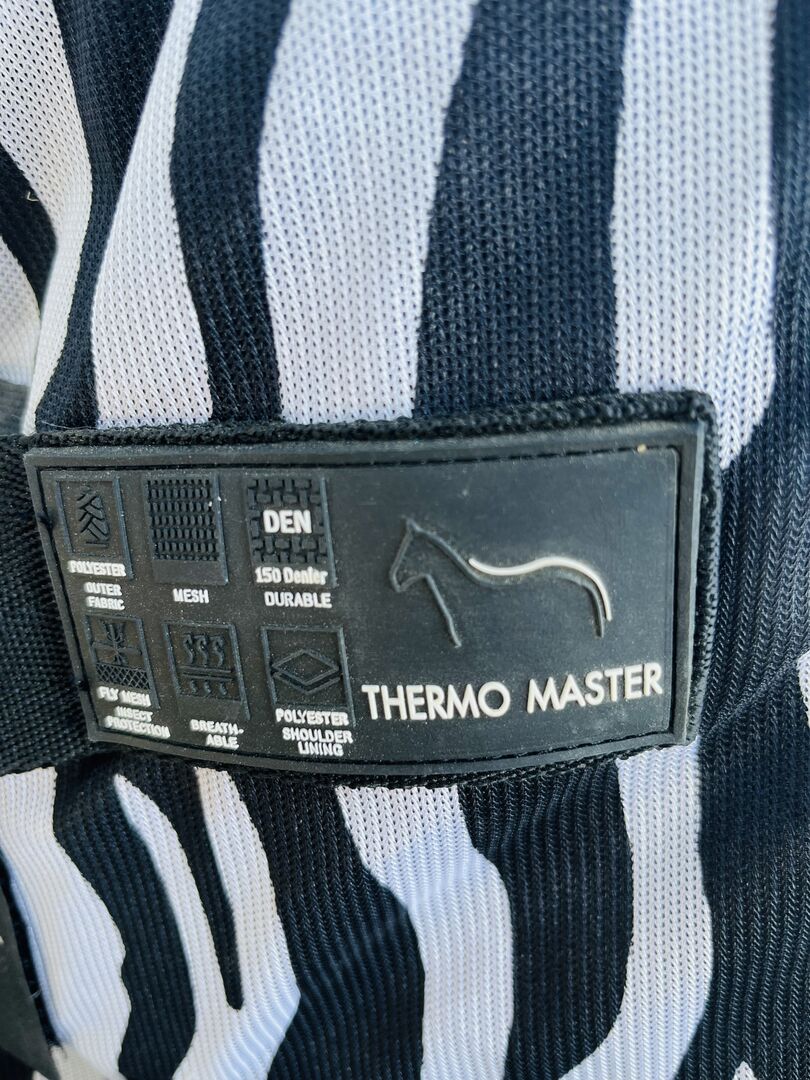 POLYESTER
OUTER
FABRIC
MESH
DEN
150 Denier
DURABLE
FLY MESH
INSECT
PROTECTION
BREATH-
ABLE
POLYESTER
SHOULDER
LINING
THERMO MASTER